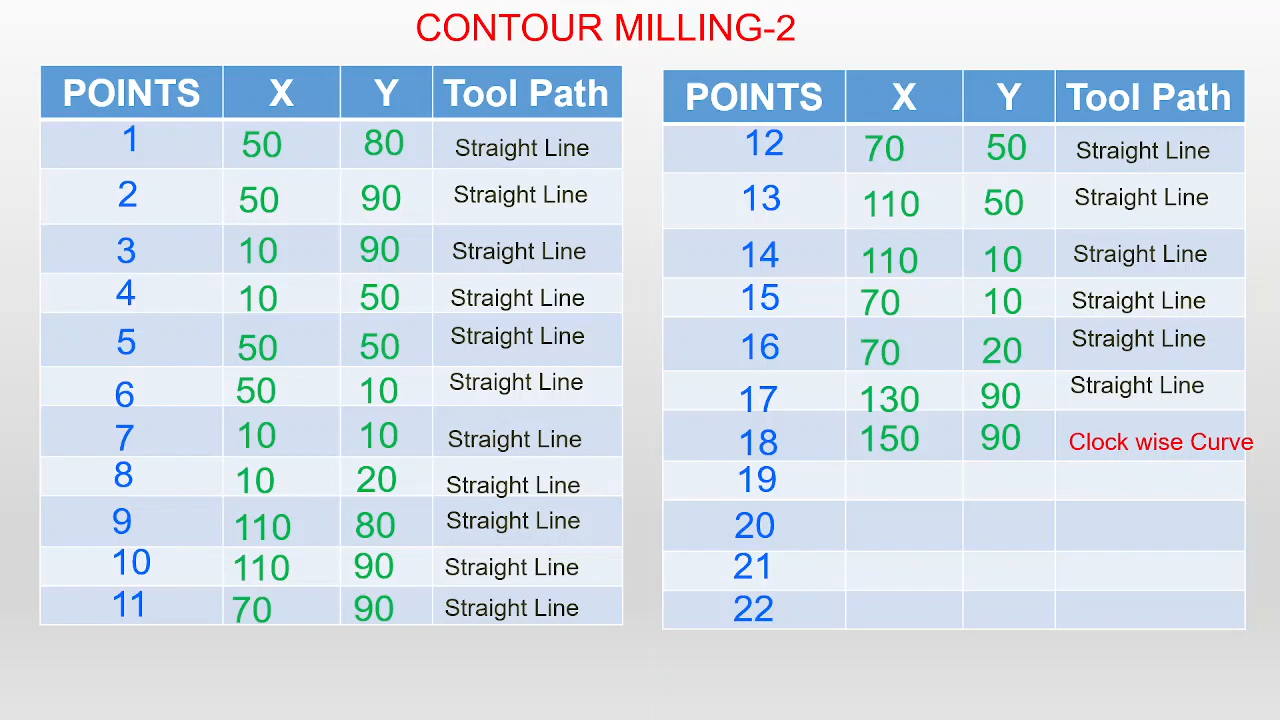 CONTOUR MILLING-2
POINTS X Y Tool Path
1 50 80 Straight Line
2 50 90 Straight Line
3 10 90 Straight Line
4 10 50 Straight Line
5 50 50 Straight Line
6 50 10 Straight Line
7 10 10 Straight Line
8 10 20 Straight Line
9 110 80 Straight Line
10 110 90 Straight Line
11 70 90 Straight Line
POINTS X Y Tool Path
12 70 50 Straight Line
13 110 50 Straight Line
14 110 10 Straight Line
15 70 10 Straight Line
16 70 20 Straight Line
17 130 90 Straight Line
18 150 90 Clock wise Curve
19
20
21
22